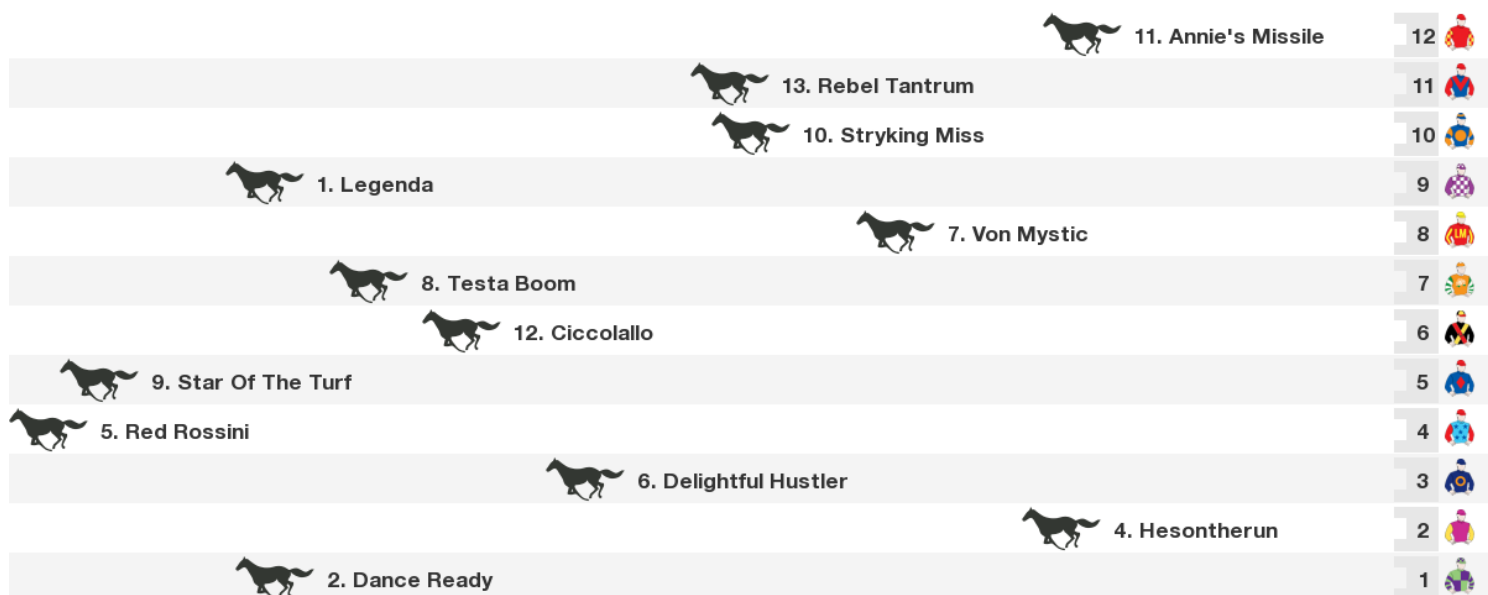 11. Annie's Missile 12
13. Rebel Tantrum 11
10. Stryking Miss 10
1. Legenda 9
7. Von Mystic 8
LM
8. Testa Boom 7
12. Ciccolallo 6
9. Star Of The Turf 5
5. Red Rossini 4
6. Delightful Hustler 3
4. Hesontherun 2
2. Dance Ready 1